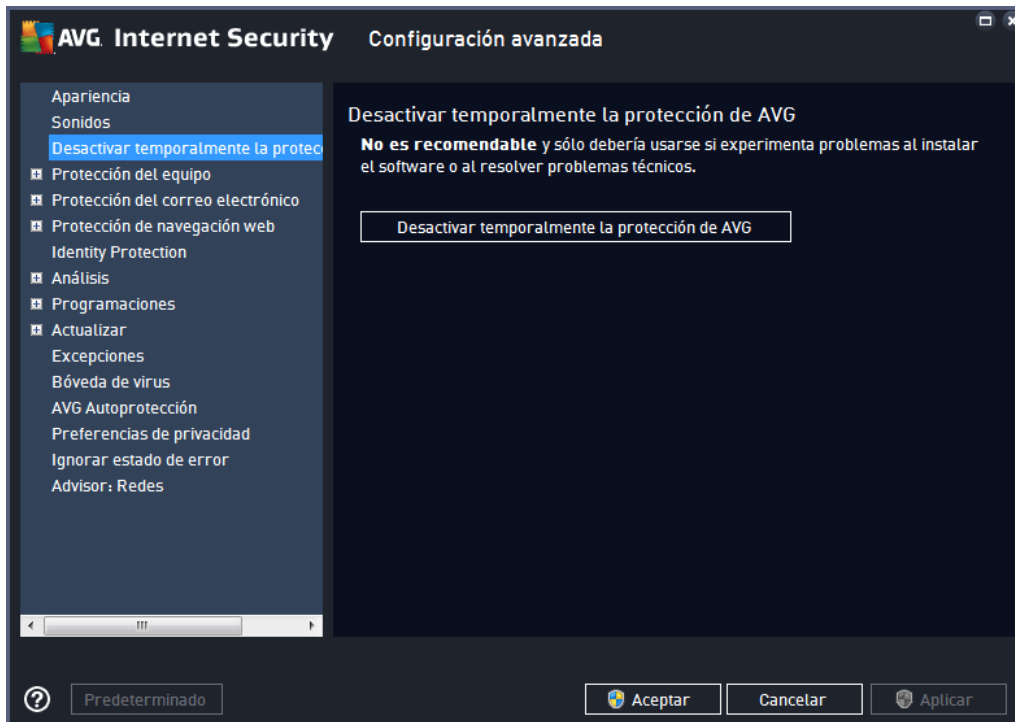 AVG Internet Security Configuración avanzada
Apariencia
Sonidos
Desactivar temporalmente la protec
Protección del equipo
Protección del correo electrónico
Protección de navegación web
Identity Protection
Análisis
Programaciones
Actualizar
Excepciones
Bóveda de virus
AVG Autoprotección
Preferencias de privacidad
Ignorar estado de error
Advisor: Redes
Desactivar temporalmente la protección de AVG
No es recomendable y sólo debería usarse si experimenta problemas al instalar
el software o al resolver problemas técnicos.
Desactivar temporalmente la protección de AVG
Predeterminado
Aceptar
Cancelar
Aplicar